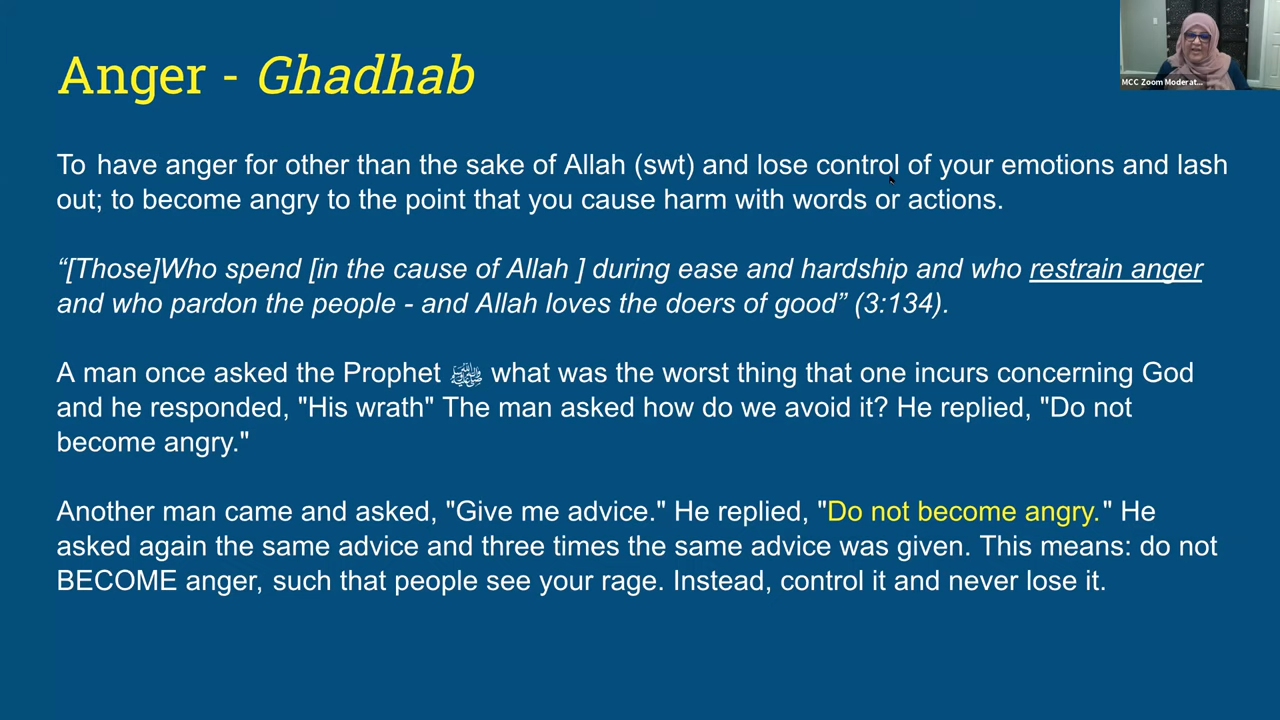 Anger - Ghadhab
MCC Zoom Moderat...
To have anger for other than the sake of Allah (swt) and lose control of your emotions and lash
out; to become angry to the point that you cause harm with words or actions.
“[Those]Who spend [in the cause of Allah ] during ease and hardship and who restrain anger
and who pardon the people - and Allah loves the doers of good” (3:134).
A man once asked the Prophet ﷺ what was the worst thing that one incurs concerning God
and he responded, "His wrath" The man asked how do we avoid it? He replied, "Do not
become angry."
Another man came and asked, "Give me advice." He replied, "Do not become angry." He
asked again the same advice and three times the same advice was given. This means: do not
BECOME anger, such that people see your rage. Instead, control it and never lose it.